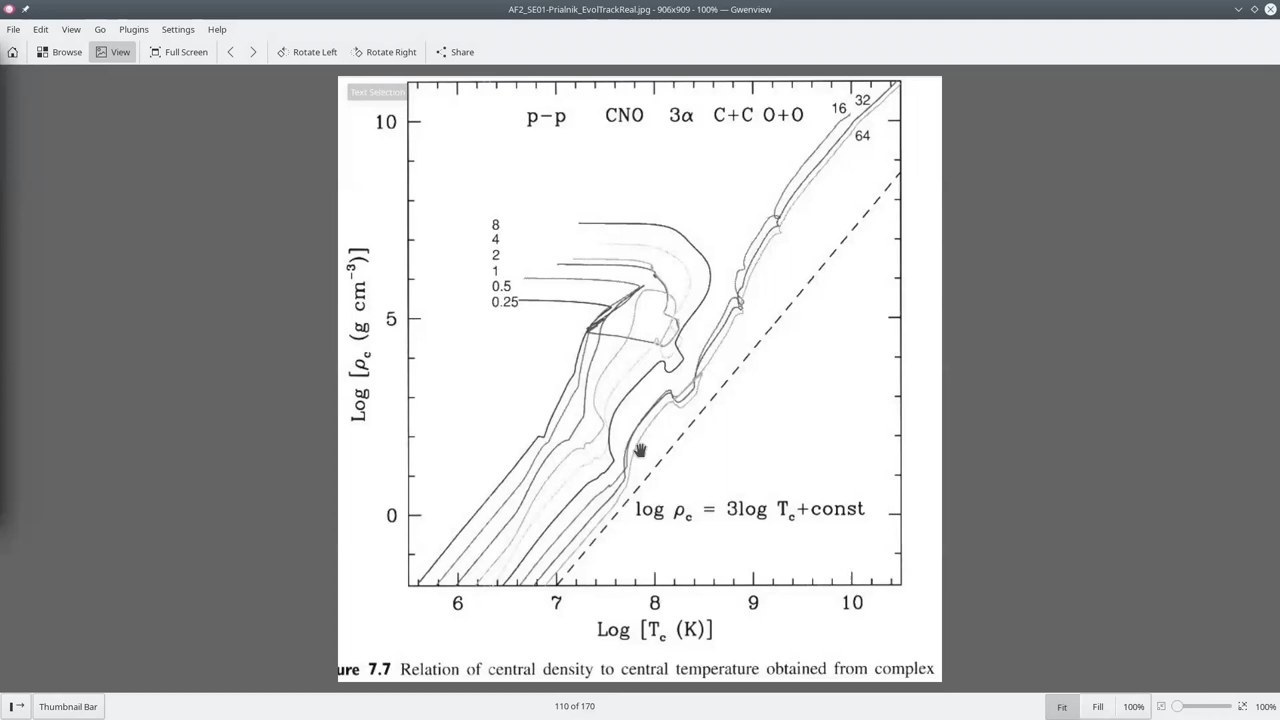 AF2_SE01-Prialnik_EvolTrackReal.jpg - 906x909 - 100% — Gwenview
File Edit View Go Plugins Settings Help
Browse View Full Screen Rotate Left Rotate Right Share
Text Selection
p-p CNO 3α C+C O+O
16 32
64
10
5
0
8
4
2
1
0.5
0.25
Log [ρc (g cm⁻³)]
log ρc = 3log Tc+const
6 7 8 9 10
Log [Tc (K)]
ure 7.7 Relation of central density to central temperature obtained from complex
Thumbnail Bar 110 of 170 Fit Fill 100% 100%